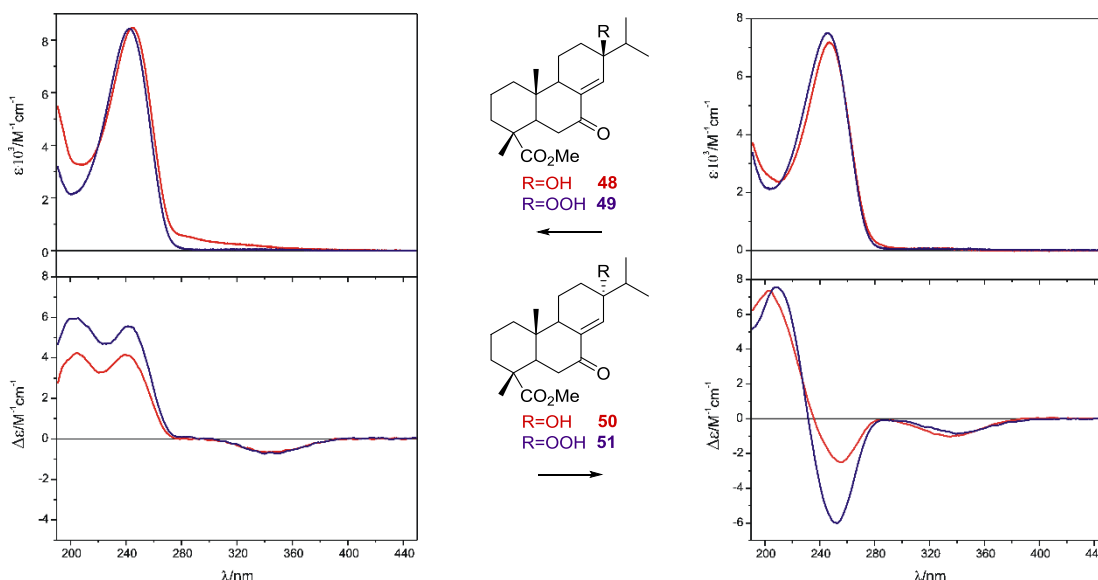 ε·10³/M⁻¹cm⁻¹
8
6
4
2
0
Δε/M⁻¹cm⁻¹
8
6
4
2
0
-2
-4
200 240 280 320 360 400 440
λ/nm
R
O
CO₂Me
R=OH 48
R=OOH 49
R
O
CO₂Me
R=OH 50
R=OOH 51
ε·10³/M⁻¹cm⁻¹
8
6
4
2
0
Δε/M⁻¹cm⁻¹
8
6
4
2
0
-2
-4
-6
200 240 280 320 360 400 44
λ/nm